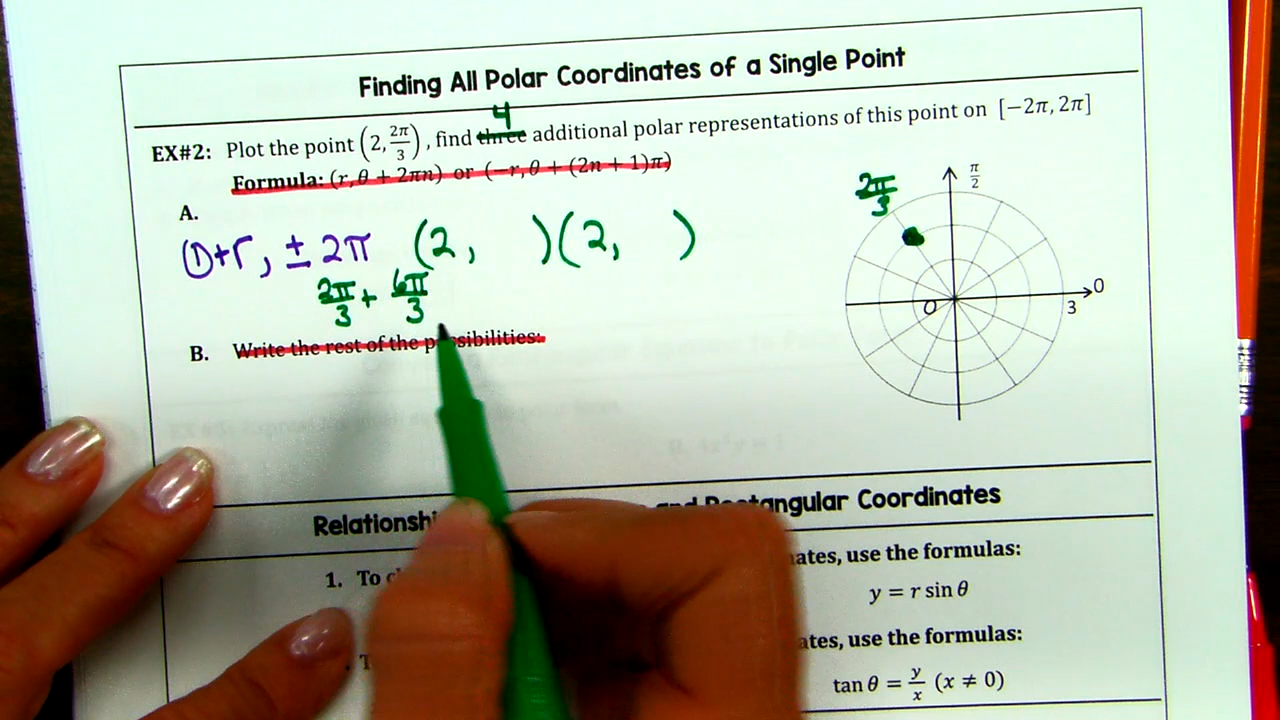 Finding All Polar Coordinates of a Single Point
4
EX#2: Plot the point (2, 2π/3), find three additional polar representations of this point on [−2π, 2π]
Formula: (r, θ + 2πn) or (−r, θ + (2n + 1)π)
A.
① +r, ± 2π (2, )(2, )
2π/3 + 6π/3
B. Write the rest of the possibilities:
2π/3
π/2
0
O
3
Rectangular Coordinates
1. To
use the formulas:
y = r sin θ
use the formulas:
tan θ = y/x (x ≠ 0)